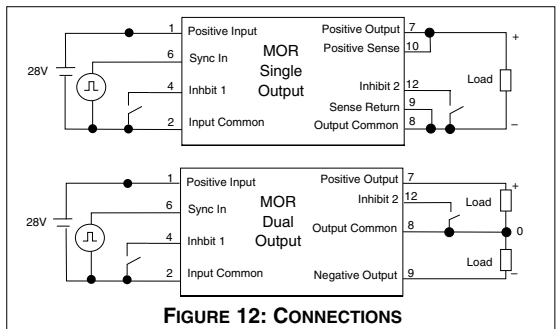 1 Positive Input
Positive Output 7
Positive Sense 10
6 Sync In
MOR
Single
Output
+
28V
4 Inhbit 1
Inhibit 2 12
Load
Sense Return 9
2 Input Common
Output Common 8
–
1 Positive Input
Positive Output 7
+
6 Sync In
MOR
Dual
Output
Inhibit 2 12
Load
28V
Output Common 8
0
4 Inhbit 1
Load
2 Input Common
Negative Output 9
–
FIGURE 12: CONNECTIONS